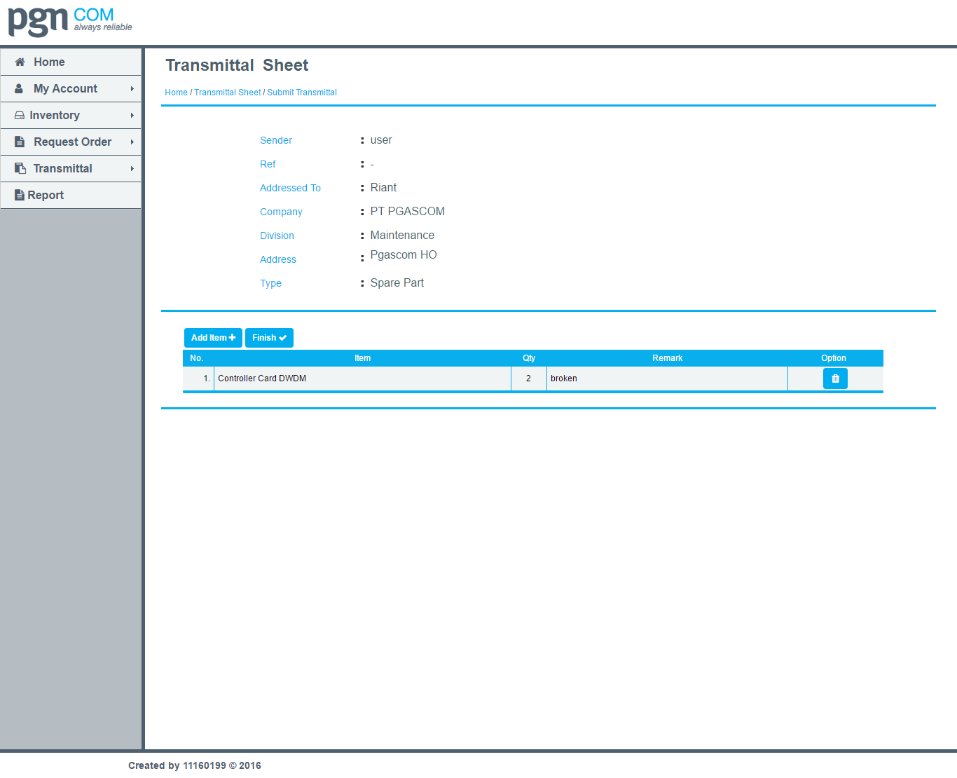 pgn COM
always reliable
Home
My Account
Inventory
Request Order
Transmittal
Report
Transmittal Sheet
Home / Transmittal Sheet / Submit Transmittal
Sender : user
Ref : -
Addressed To : Riant
Company : PT PGASCOM
Division : Maintenance
Address : Pgascom HO
Type : Spare Part
Add Item Finish
No. Item Qty Remark Option
1. Controller Card DWDM 2 broken
Created by 11160199 © 2016